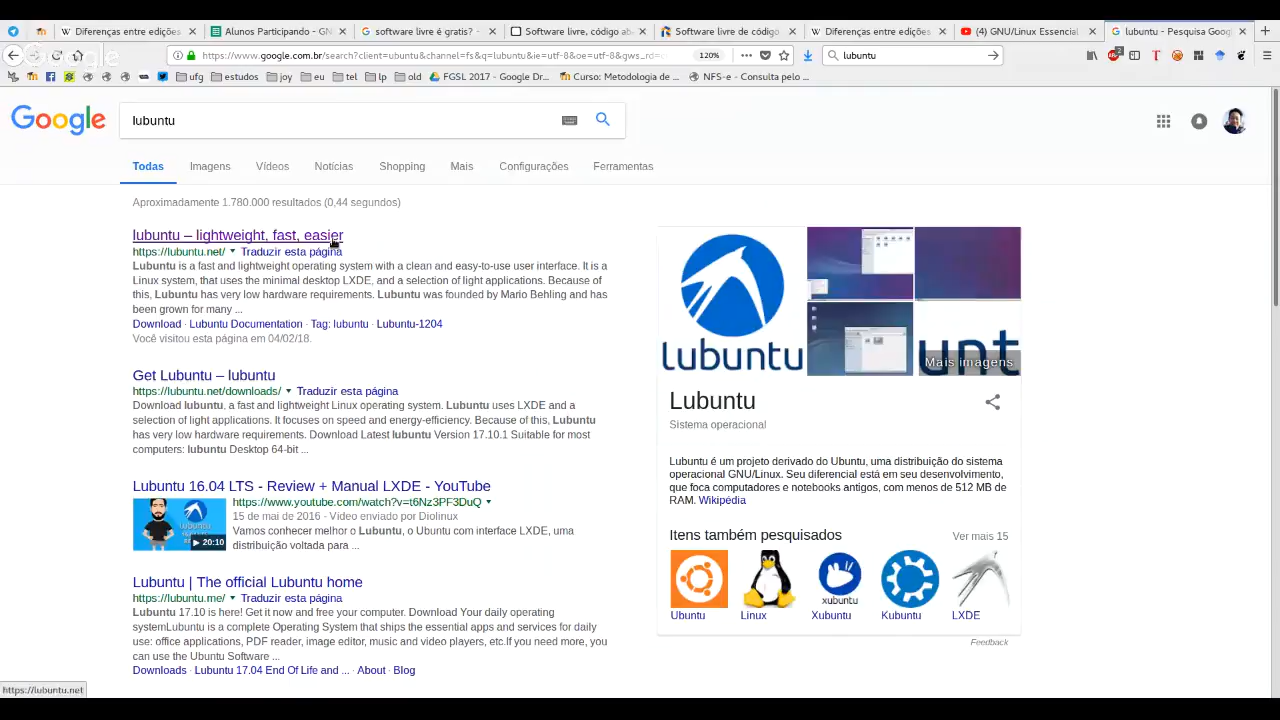 Diferenças entre edições
Alunos Participando - GN
software livre é gratis? -
Software livre, código ab
Software livre de código
Diferenças entre edições
(4) GNU/Linux Essencial
lubuntu - Pesquisa Goog
https://www.google.com.br/search?client=ubuntu&channel=fs&q=lubuntu&ie=utf-8&oe=utf-8&gws_rd=
120%
lubuntu
ufg
estudos
joy
eu
tel
lp
old
FGSL 2017 - Google Dr...
Curso: Metodologia de ...
NFS-e - Consulta pelo ...
Google
lubuntu
Todas
Imagens
Vídeos
Notícias
Shopping
Mais
Configurações
Ferramentas
Aproximadamente 1.780.000 resultados (0,44 segundos)
lubuntu – lightweight, fast, easier
https://lubuntu.net/ Traduzir esta página
Lubuntu is a fast and lightweight operating system with a clean and easy-to-use user interface. It is a
Linux system, that uses the minimal desktop LXDE, and a selection of light applications. Because of
this, Lubuntu has very low hardware requirements. Lubuntu was founded by Mario Behling and has
been grown for many ...
Download · Lubuntu Documentation · Tag: lubuntu · Lubuntu-1204
Você visitou esta página em 04/02/18.
Get Lubuntu – lubuntu
https://lubuntu.net/downloads/ Traduzir esta página
Download lubuntu, a fast and lightweight Linux operating system. Lubuntu uses LXDE and a
selection of light applications. It focuses on speed and energy-efficiency. Because of this, Lubuntu
has very low hardware requirements. Download Latest lubuntu Version 17.10.1 Suitable for most
computers: lubuntu Desktop 64-bit ...
Lubuntu 16.04 LTS - Review + Manual LXDE - YouTube
https://www.youtube.com/watch?v=t6Nz3PF3DuQ
15 de mai de 2016 - Vídeo enviado por Diolinux
Vamos conhecer melhor o Lubuntu, o Ubuntu com interface LXDE, uma
distribuição voltada para ...
20:10
Lubuntu | The official Lubuntu home
https://lubuntu.me/ Traduzir esta página
Lubuntu 17.10 is here! Get it now and free your computer. Download Your daily operating
systemLubuntu is a complete Operating System that ships the essential apps and services for daily
use: office applications, PDF reader, image editor, music and video players, etc.If you need more, you
can use the Ubuntu Software ...
Downloads · Lubuntu 17.04 End Of Life and ... · About · Blog
lubuntu
unt
Mais imagens
Lubuntu
Sistema operacional
Lubuntu é um projeto derivado do Ubuntu, uma distribuição do sistema
operacional GNU/Linux. Seu diferencial está em seu desenvolvimento,
que foca computadores e notebooks antigos, com menos de 512 MB de
RAM. Wikipédia
Itens também pesquisados
Ver mais 15
xubuntu
Ubuntu
Linux
Xubuntu
Kubuntu
LXDE
Feedback
https://lubuntu.net